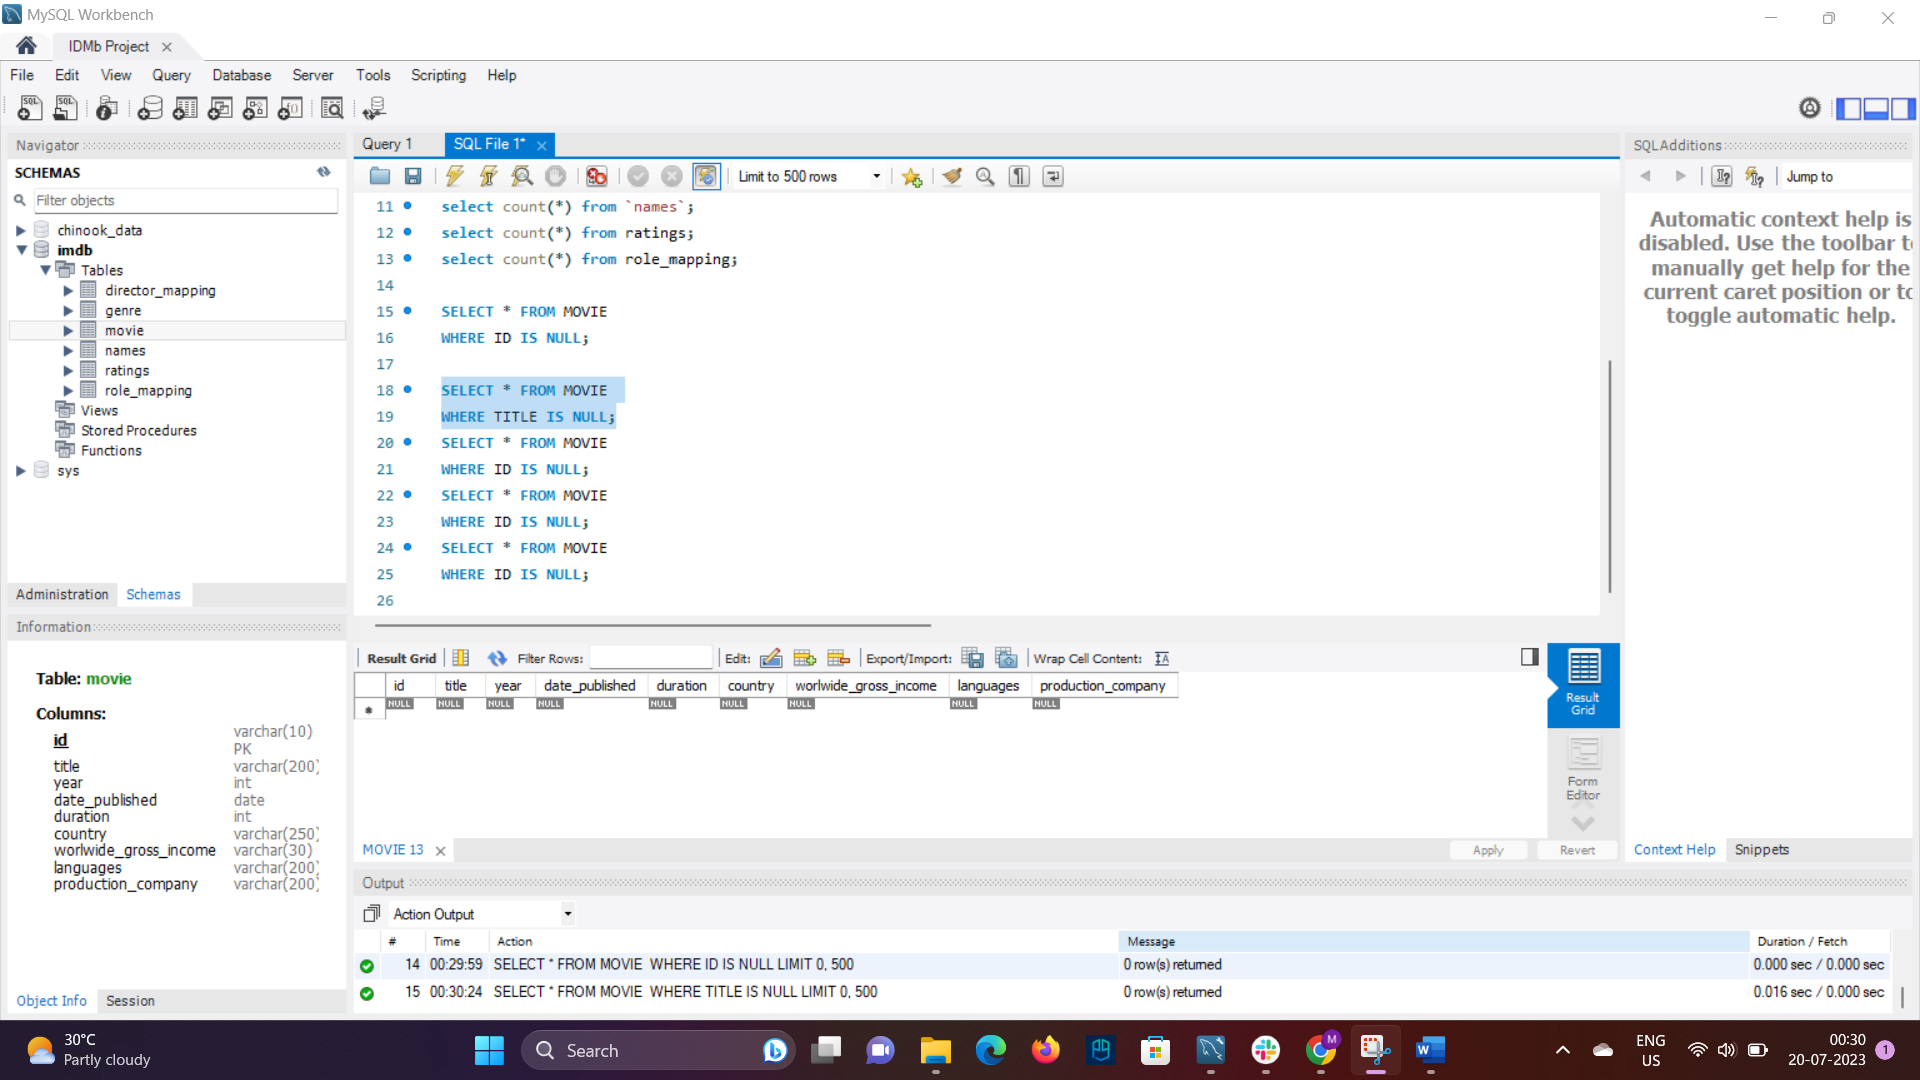 MySQL Workbench
IDMb Project
File Edit View Query Database Server Tools Scripting Help
Navigator
SCHEMAS
Filter objects
chinook_data
imdb
Tables
director_mapping
genre
movie
names
ratings
role_mapping
Views
Stored Procedures
Functions
sys
Administration Schemas
Information
Table: movie
Columns:
id varchar(10)
PK
title varchar(200)
year int
date_published date
duration int
country varchar(250)
worlwide_gross_income varchar(30)
languages varchar(200)
production_company varchar(200)
Object Info Session
Query 1 SQL File 1*
Limit to 500 rows
11 select count(*) from `names`;
12 select count(*) from ratings;
13 select count(*) from role_mapping;
14
15 SELECT * FROM MOVIE
16 WHERE ID IS NULL;
17
18 SELECT * FROM MOVIE
19 WHERE TITLE IS NULL;
20 SELECT * FROM MOVIE
21 WHERE ID IS NULL;
22 SELECT * FROM MOVIE
23 WHERE ID IS NULL;
24 SELECT * FROM MOVIE
25 WHERE ID IS NULL;
26
Result Grid Filter Rows: Edit: Export/Import: Wrap Cell Content:
id title year date_published duration country worlwide_gross_income languages production_company
NULL NULL NULL NULL NULL NULL NULL NULL NULL
Result
Grid
Form
Editor
MOVIE 13
Apply Revert
Output
Action Output
# Time Action Message Duration / Fetch
14 00:29:59 SELECT * FROM MOVIE WHERE ID IS NULL LIMIT 0, 500 0 row(s) returned 0.000 sec / 0.000 sec
15 00:30:24 SELECT * FROM MOVIE WHERE TITLE IS NULL LIMIT 0, 500 0 row(s) returned 0.016 sec / 0.000 sec
SQLAdditions
Jump to
Automatic context help is
disabled. Use the toolbar t
manually get help for the
current caret position or to
toggle automatic help.
Context Help Snippets
30°C
Partly cloudy
Search
ENG
US
00:30
20-07-2023
1